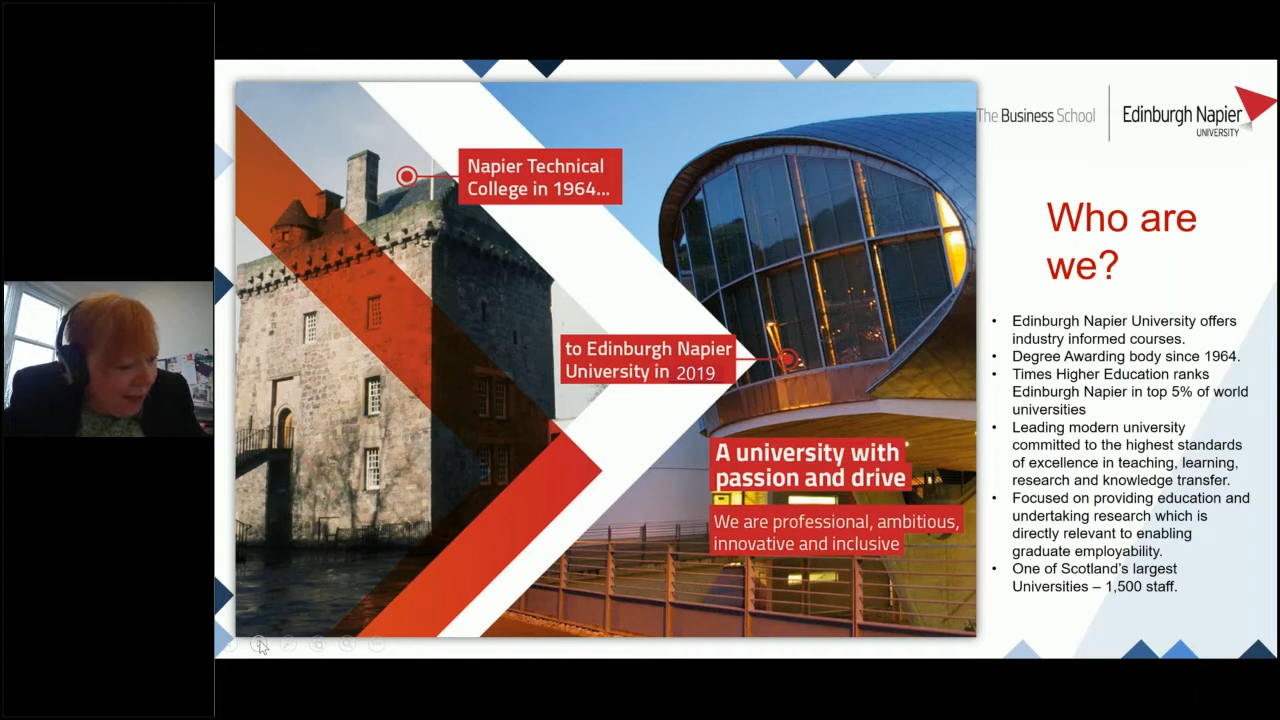 Napier Technical
College in 1964...
to Edinburgh Napier
University in 2019
A university with
passion and drive
We are professional, ambitious,
innovative and inclusive
The Business School
Edinburgh Napier
UNIVERSITY
Who are
we?
• Edinburgh Napier University offers
industry informed courses.
• Degree Awarding body since 1964.
• Times Higher Education ranks
Edinburgh Napier in top 5% of world
universities
• Leading modern university
committed to the highest standards
of excellence in teaching, learning,
research and knowledge transfer.
• Focused on providing education and
undertaking research which is
directly relevant to enabling
graduate employability.
• One of Scotland's largest
Universities – 1,500 staff.